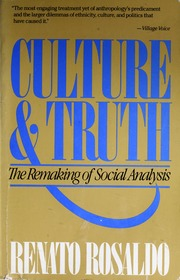 "The most engaging treatment yet of anthropology's predicament
and the larger dilemmas of ethnicity, culture, and politics that
have caused it."
—Village Voice
CULTURE
& TRUTH
The Remaking of Social Analysis
RENATO ROSALDO